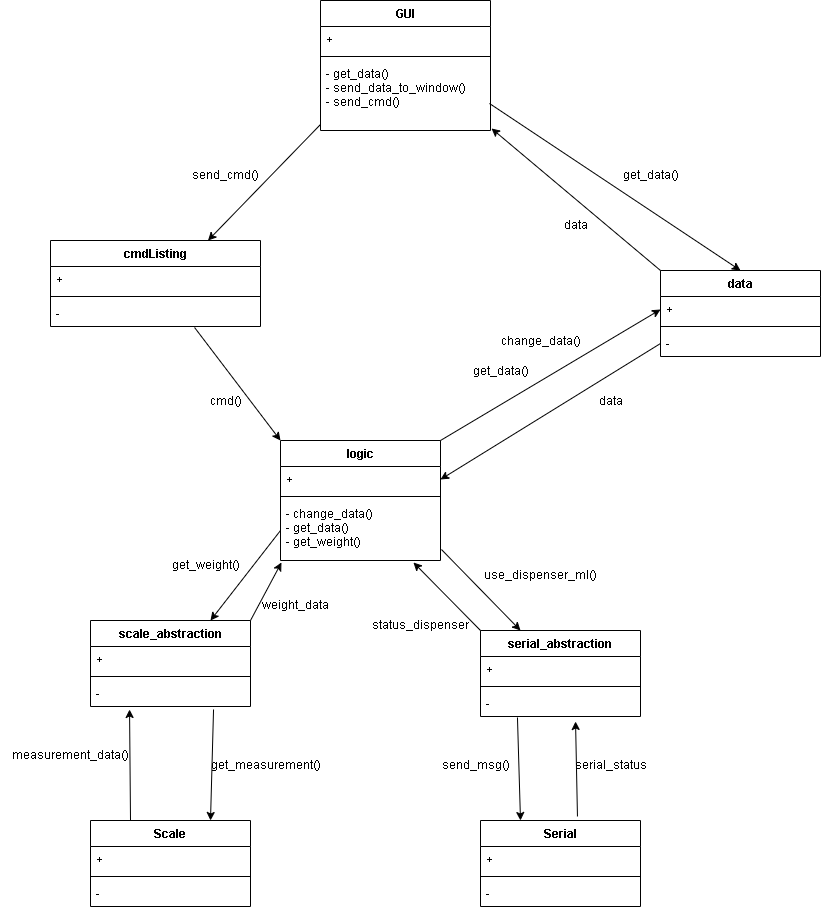 GUI
+
- get_data()
- send_data_to_window()
- send_cmd()
send_cmd()
get_data()
data
cmdListing
+
-
data
+
-
change_data()
get_data()
data
cmd()
logic
+
- change_data()
- get_data()
- get_weight()
get_weight()
weight_data
use_dispenser_ml()
status_dispenser
scale_abstraction
+
-
serial_abstraction
+
-
measurement_data()
get_measurement()
send_msg()
serial_status
Scale
+
-
Serial
+
-